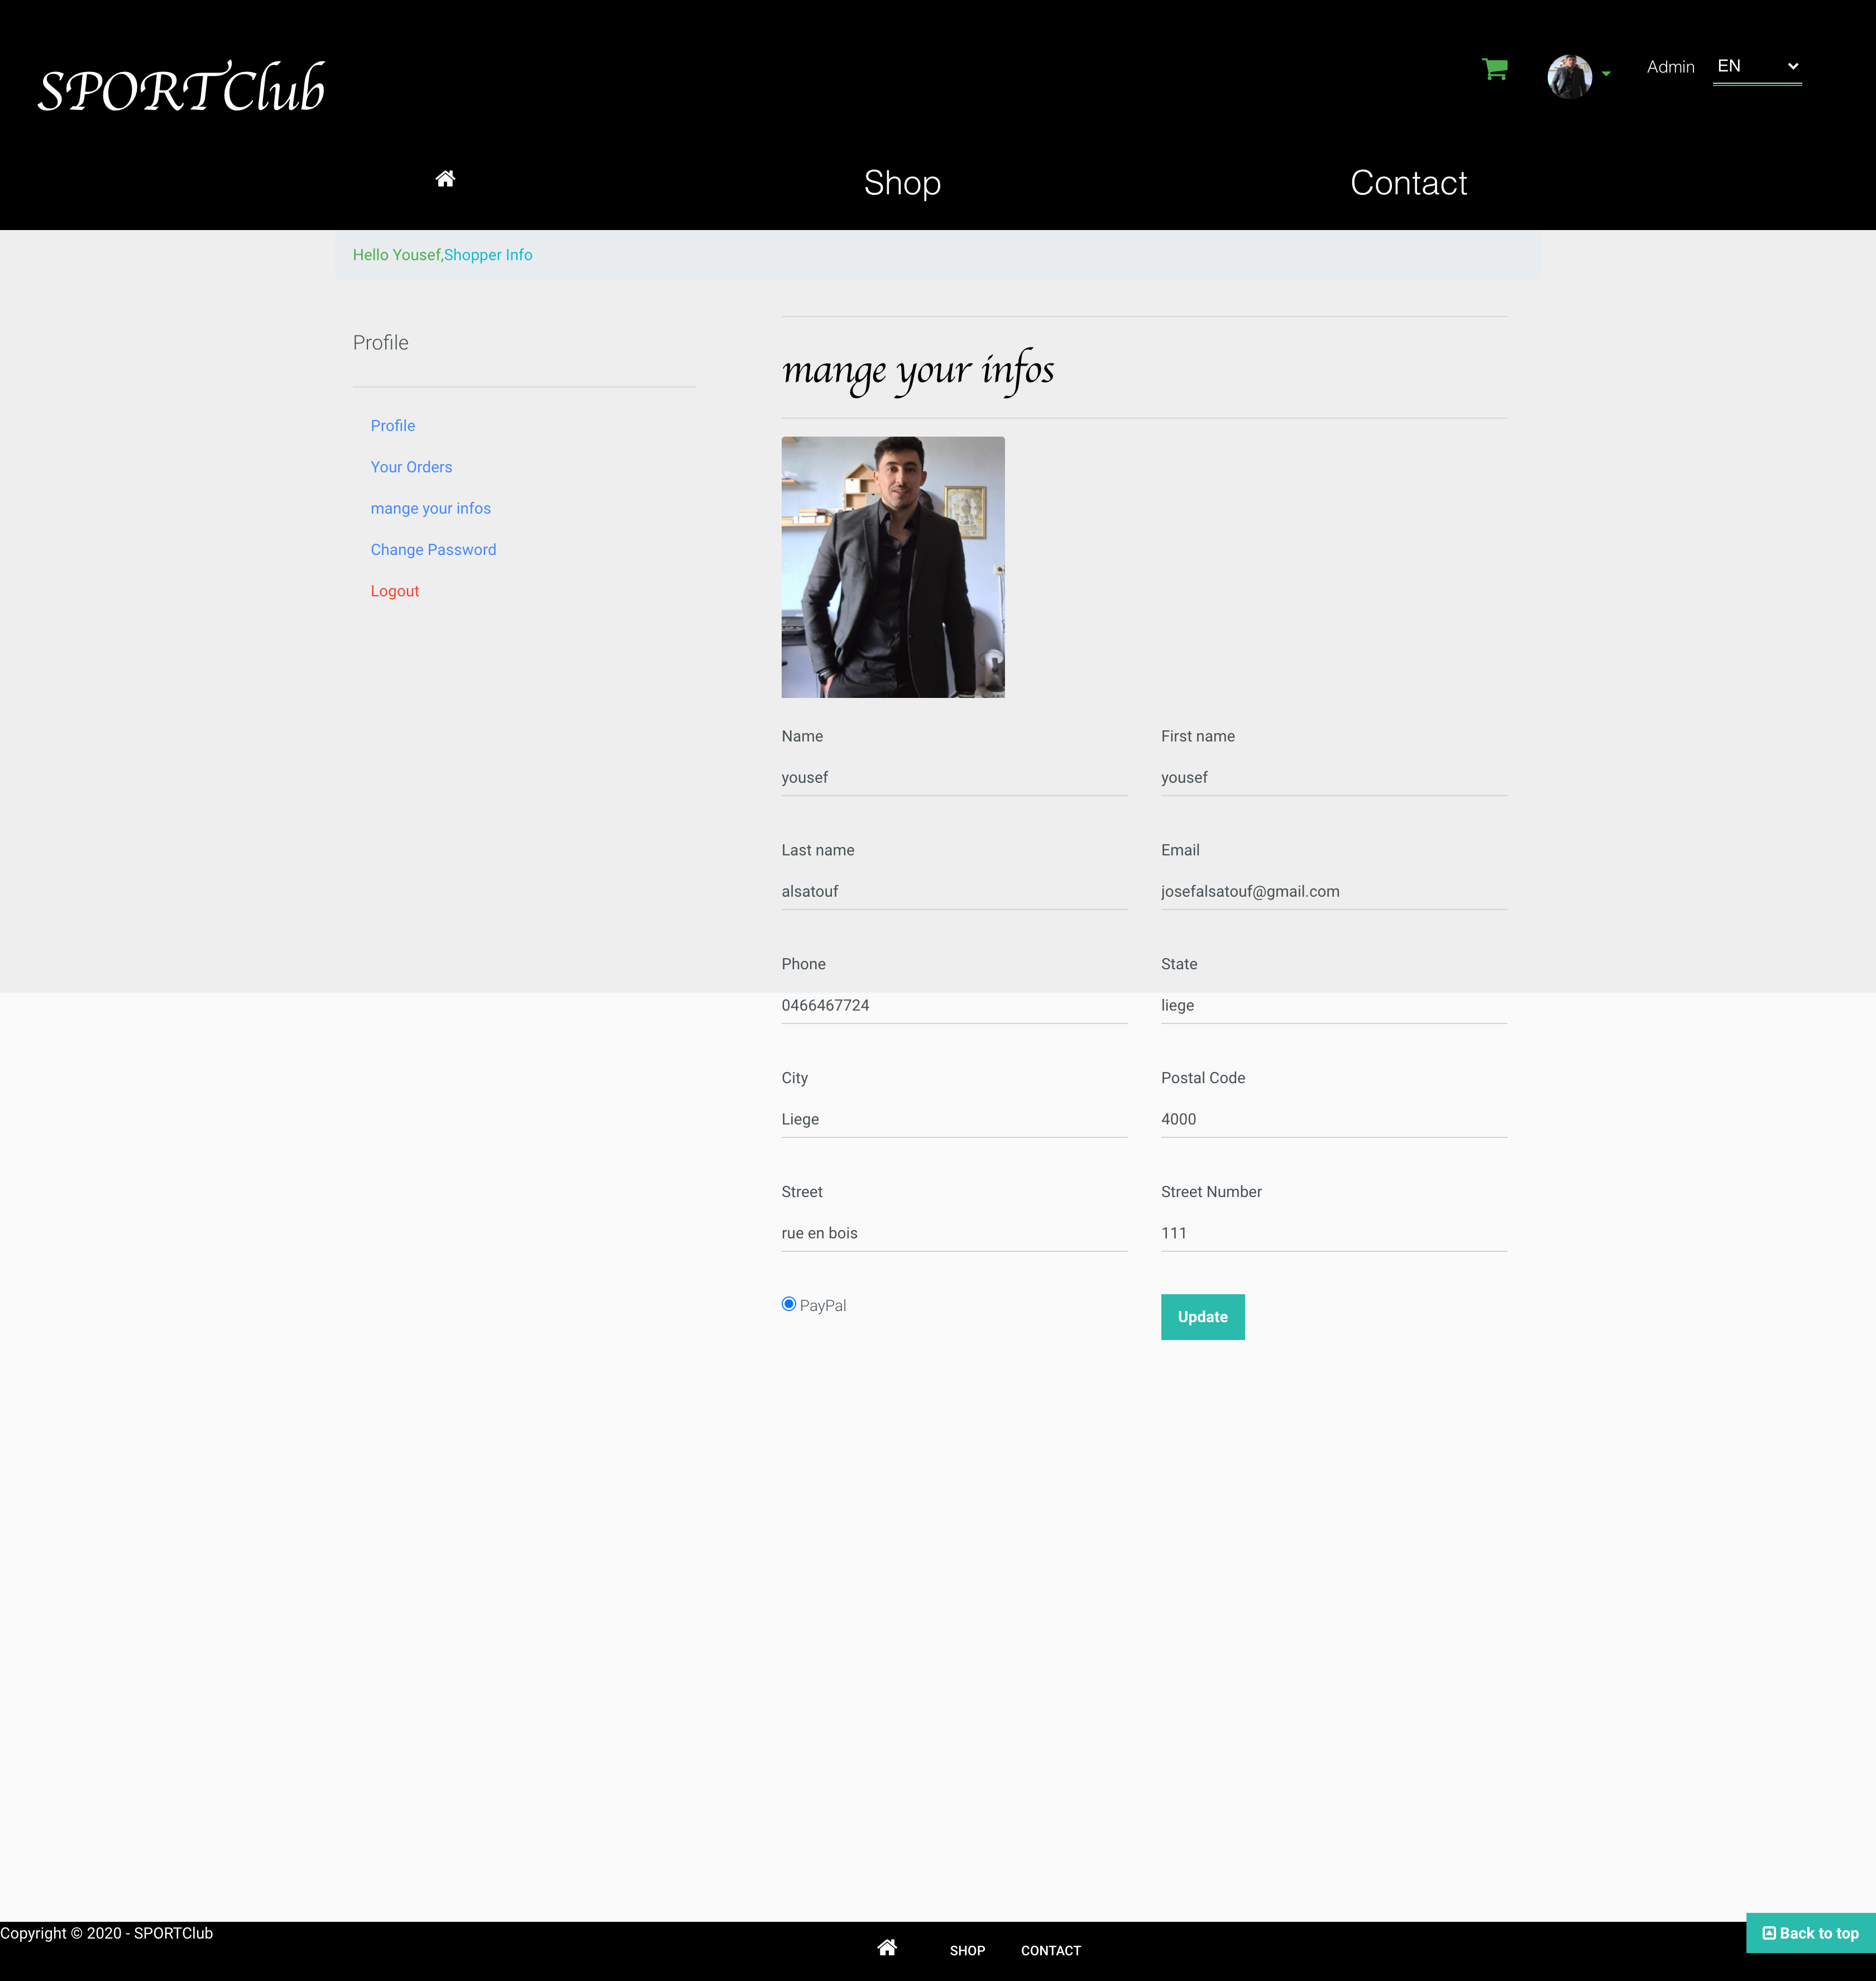 SPORTClub
Admin
EN
Shop
Contact
Hello Yousef,Shopper Info
Profile
Profile
Your Orders
mange your infos
Change Password
Logout
mange your infos
Name
First name
yousef
yousef
Last name
Email
alsatouf
josefalsatouf@gmail.com
Phone
State
0466467724
liege
City
Postal Code
Liege
4000
Street
Street Number
rue en bois
111
PayPal
Update
Copyright © 2020 - SPORTClub
SHOP
CONTACT
Back to top